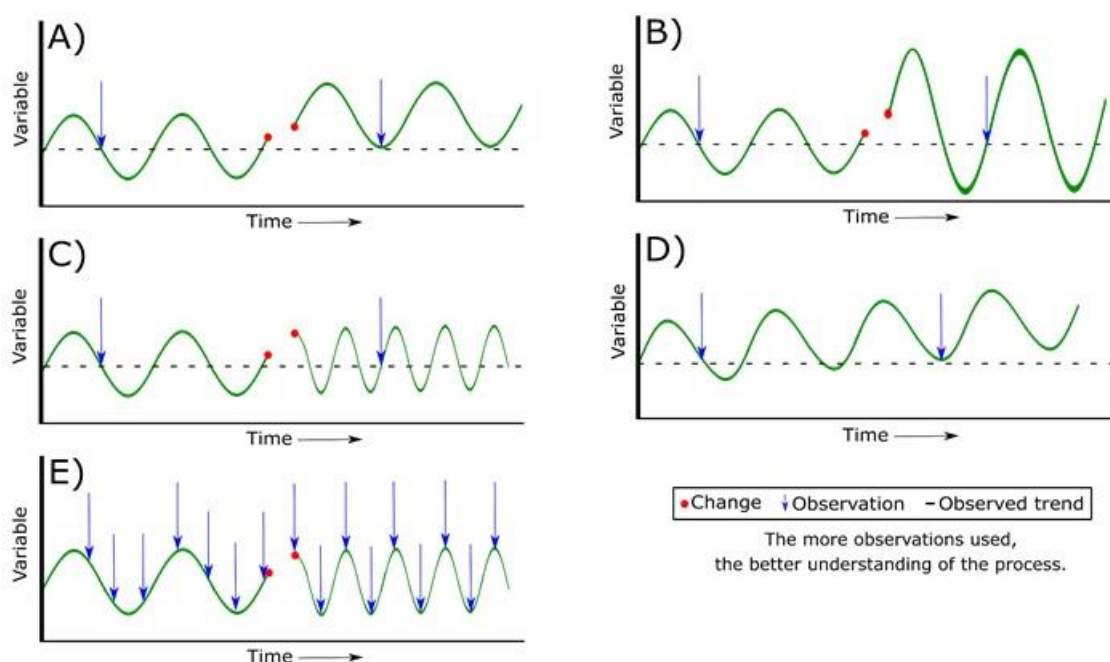 A)
Variable
Time
B)
Variable
Time
C)
Variable
Time
D)
Variable
Time
E)
Variable
Time
Change Observation Observed trend
The more observations used,
the better understanding of the process.